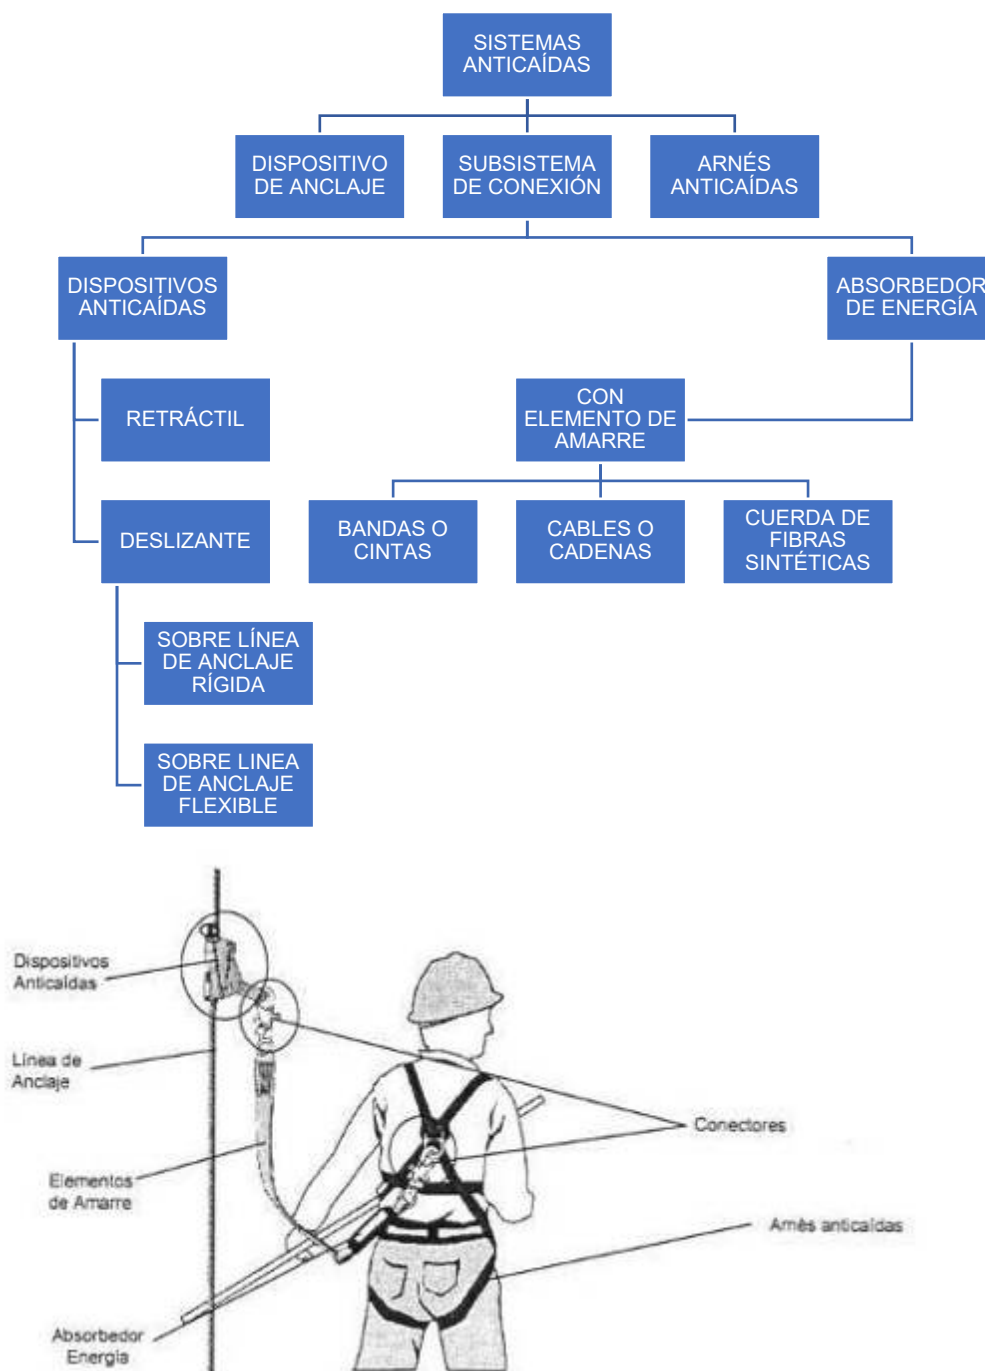 SISTEMAS
ANTICAÍDAS
DISPOSITIVO
DE ANCLAJE
SUBSISTEMA
DE CONEXIÓN
ARNÉS
ANTICAÍDAS
DISPOSITIVOS
ANTICAÍDAS
ABSORBEDOR
DE ENERGÍA
RETRÁCTIL
CON
ELEMENTO DE
AMARRE
DESLIZANTE
BANDAS O
CINTAS
CABLES O
CADENAS
CUERDA DE
FIBRAS
SINTÉTICAS
SOBRE LÍNEA
DE ANCLAJE
RÍGIDA
SOBRE LINEA
DE ANCLAJE
FLEXIBLE
Dispositivos
Anticaídas
Línea de
Anclaje
Conectores
Elementos
de Amarre
Arnês anticaídas
Absorbedor
Energía